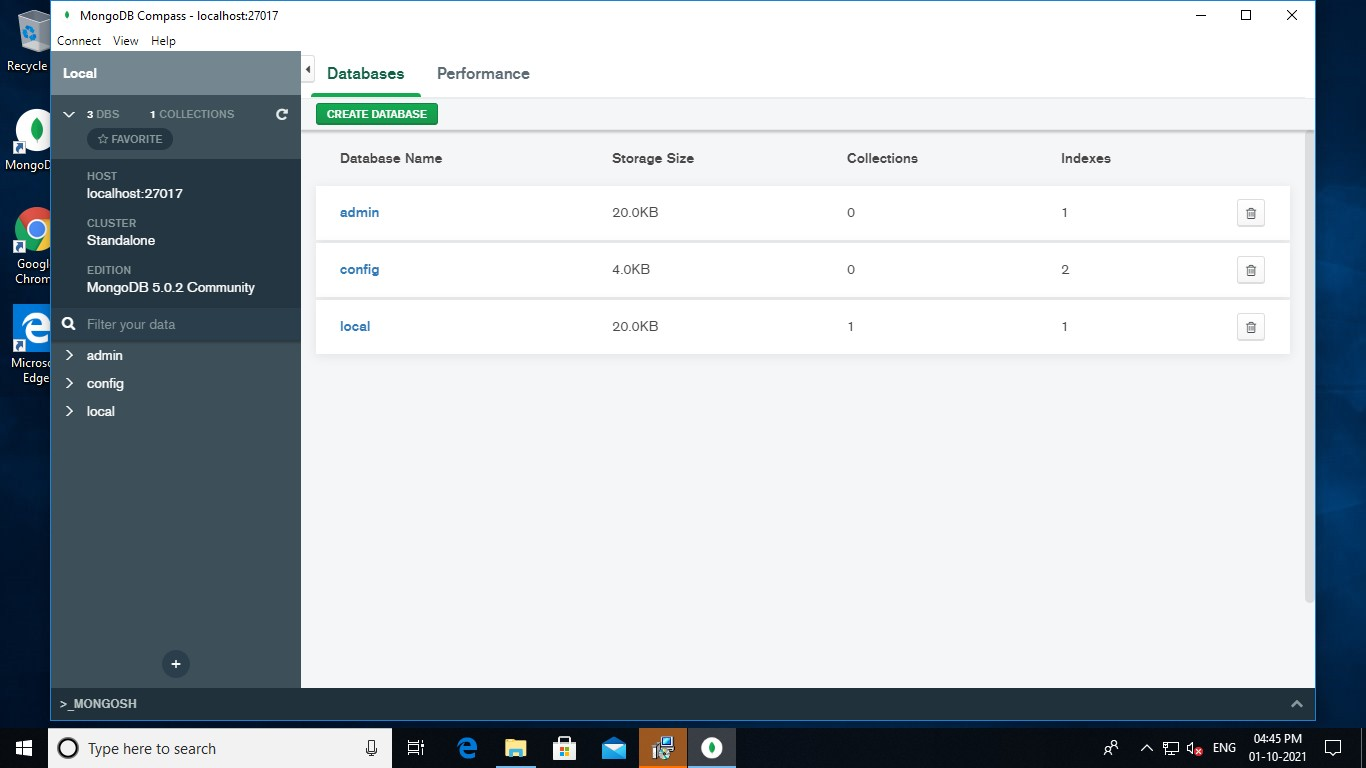 MongoDB Compass - localhost:27017
Connect View Help
Recycle
MongoD
Google
Chrom
Micros
Edge
Local
3 DBS 1 COLLECTIONS
FAVORITE
HOST
localhost:27017
CLUSTER
Standalone
EDITION
MongoDB 5.0.2 Community
Filter your data
admin
config
local
+
Databases Performance
CREATE DATABASE
Database Name Storage Size Collections Indexes
admin 20.0KB 0 1
config 4.0KB 0 2
local 20.0KB 1 1
>_MONGOSH
Type here to search
ENG
04:45 PM
01-10-2021